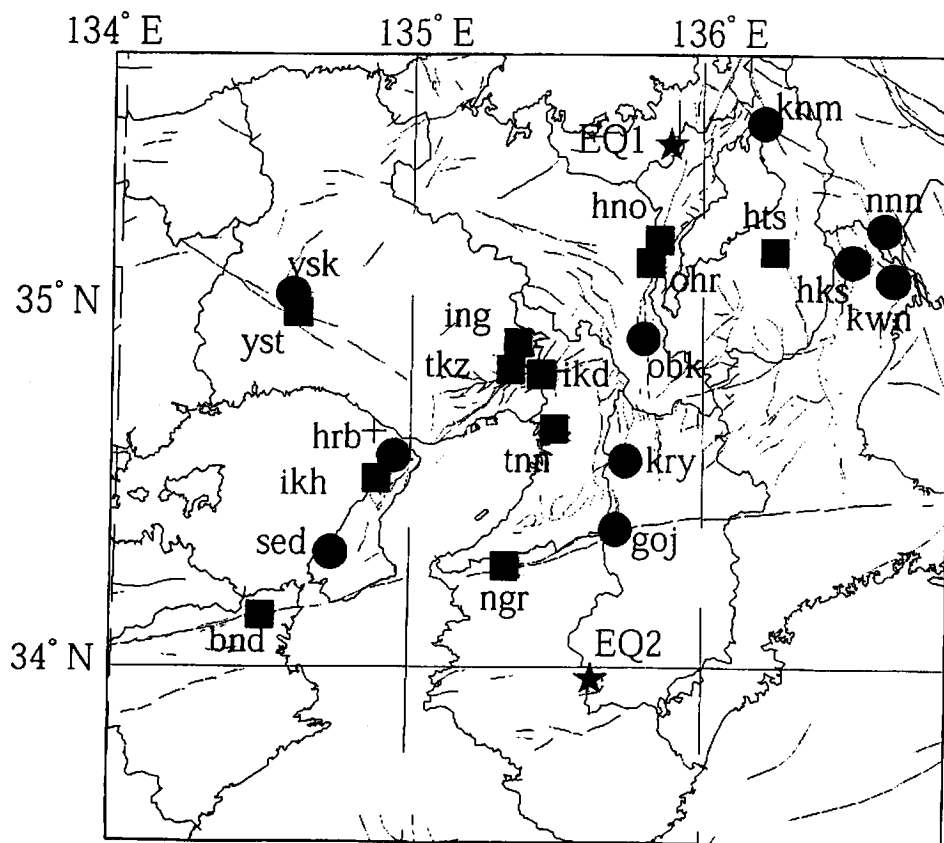 134° E
135° E
136° E
knm
EQ1
nnn
hno
hts
ysk
ohr
35° N
hks
ing
kwn
yst
tkz
ikd
obk
hrb
tnn
kry
ikh
sed
goj
ngr
bnd
EQ2
34° N